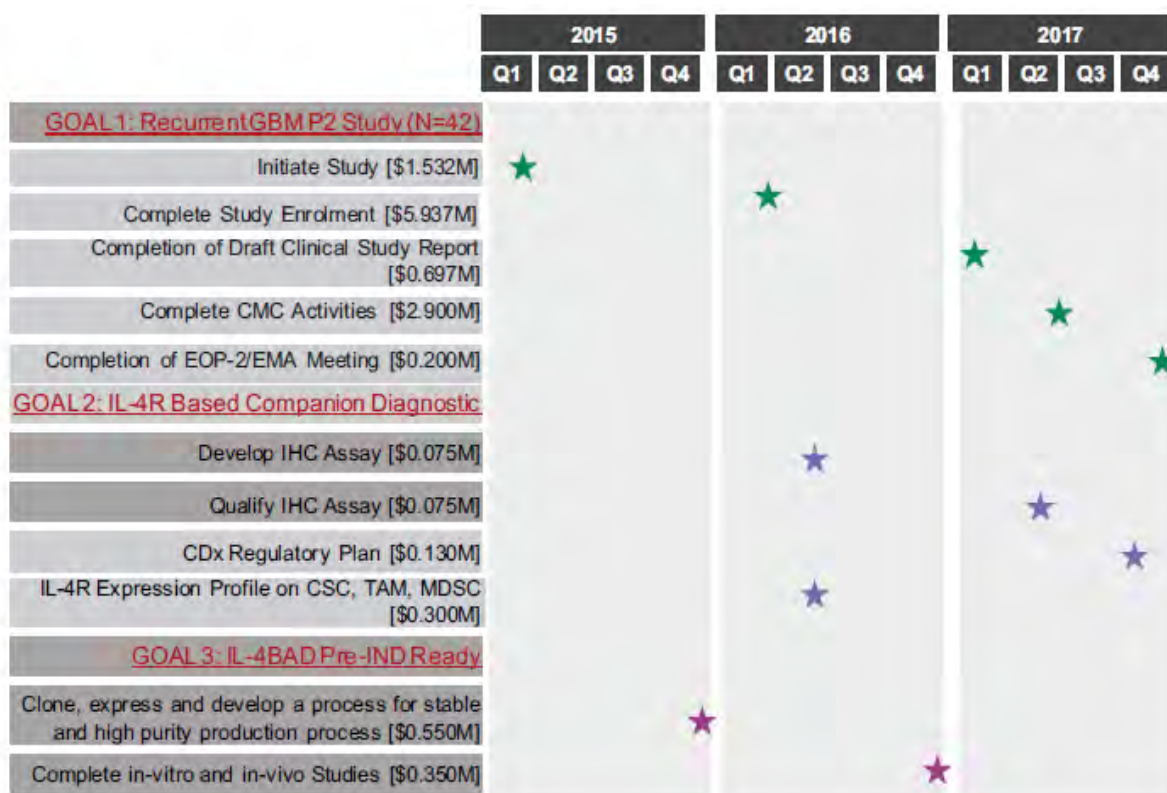 2015 2016 2017
Q1 Q2 Q3 Q4 Q1 Q2 Q3 Q4 Q1 Q2 Q3 Q4
GOAL 1: Recurrent GBM P2 Study (N=42)
Initiate Study [$1.532M]
Complete Study Enrolment [$5.937M]
Completion of Draft Clinical Study Report
[$0.697M]
Complete CMC Activities [$2.900M]
Completion of EOP-2/EMA Meeting [$0.200M]
GOAL 2: IL-4R Based Companion Diagnostic
Develop IHC Assay [$0.075M]
Qualify IHC Assay [$0.075M]
CDx Regulatory Plan [$0.130M]
IL-4R Expression Profile on CSC, TAM, MDSC
[$0.300M]
GOAL 3: IL-4BAD Pre-IND Ready
Clone, express and develop a process for stable
and high purity production process [$0.550M]
Complete in-vitro and in-vivo Studies [$0.350M]